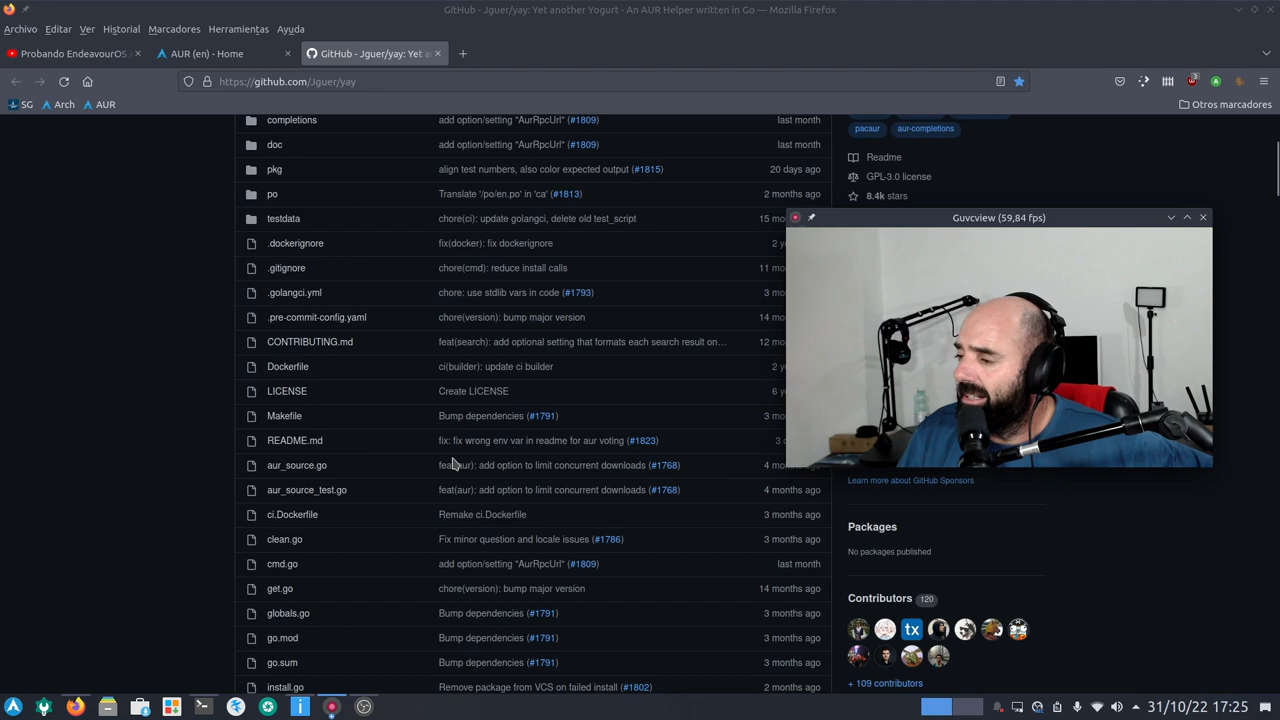 GitHub - Jguer/yay: Yet another Yogurt - An AUR Helper written in Go — Mozilla Firefox
Archivo Editar Ver Historial Marcadores Herramientas Ayuda
Probando EndeavourOS
AUR (en) - Home
GitHub - Jguer/yay: Yet an
https://github.com/Jguer/yay
3
SG Arch AUR
Otros marcadores
completions add option/setting "AurRpcUrl" (#1809) last month
doc add option/setting "AurRpcUrl" (#1809) last month
pkg align test numbers, also color expected output (#1815) 20 days ago
po Translate '/po/en.po' in 'ca' (#1813) 2 months ago
testdata chore(ci): update golangci, delete old test_script 15 mo
.dockerignore fix(docker): fix dockerignore 2 y
.gitignore chore(cmd): reduce install calls 11 mo
.golangci.yml chore: use stdlib vars in code (#1793) 3 mo
.pre-commit-config.yaml chore(version): bump major version 14 mo
CONTRIBUTING.md feat(search): add optional setting that formats each search result on… 12 mo
Dockerfile ci(builder): update ci builder 2 y
LICENSE Create LICENSE 6 y
Makefile Bump dependencies (#1791) 3 mo
README.md fix: fix wrong env var in readme for aur voting (#1823) 3
aur_source.go feat(aur): add option to limit concurrent downloads (#1768) 4 months ago
aur_source_test.go feat(aur): add option to limit concurrent downloads (#1768) 4 months ago
ci.Dockerfile Remake ci.Dockerfile 3 months ago
clean.go Fix minor question and locale issues (#1786) 3 months ago
cmd.go add option/setting "AurRpcUrl" (#1809) last month
get.go chore(version): bump major version 14 months ago
globals.go Bump dependencies (#1791) 3 months ago
go.mod Bump dependencies (#1791) 3 months ago
go.sum Bump dependencies (#1791) 3 months ago
install.go Remove package from VCS on failed install (#1802) 2 months ago
pacaur aur-completions
Readme
GPL-3.0 license
8.4k stars
Guvcview (59,84 fps)
Learn more about GitHub Sponsors
Packages
No packages published
Contributors 120
tx
+ 109 contributors
31/10/22 17:25